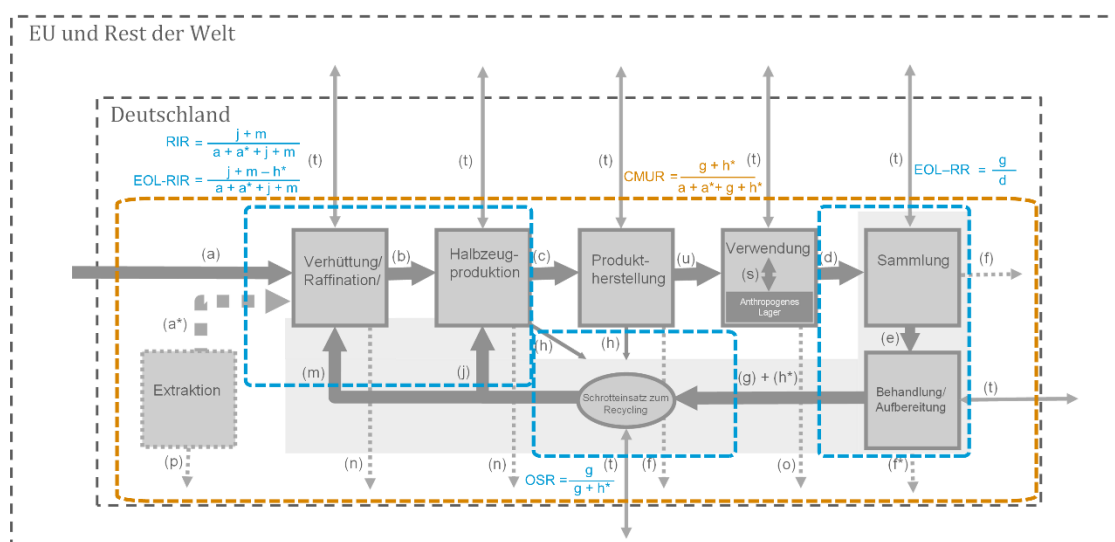 EU und Rest der Welt
Deutschland
RIR = j + m
a + a* + j + m
EOL-RIR = j + m – h*
a + a* + j + m
(t)
(t)
(t)
(t)
(t)
CMUR = g + h*
a + a* + g + h*
EOL–RR = g
d
(a)
Verhüttung/
Raffination/
(b)
Halbzeug-
produktion
(c)
Produkt-
herstellung
(u)
Verwendung
(s)
Anthropogenes
Lager
(d)
Sammlung
(f)
(a*)
(e)
(h)
(h)
Extraktion
(m)
(j)
Schrotteinsatz zum
Recycling
(g) + (h*)
Behandlung/
Aufbereitung
(t)
(p)
(n)
(n)
(t)
(f)
(o)
(f*)
OSR = g
g + h*